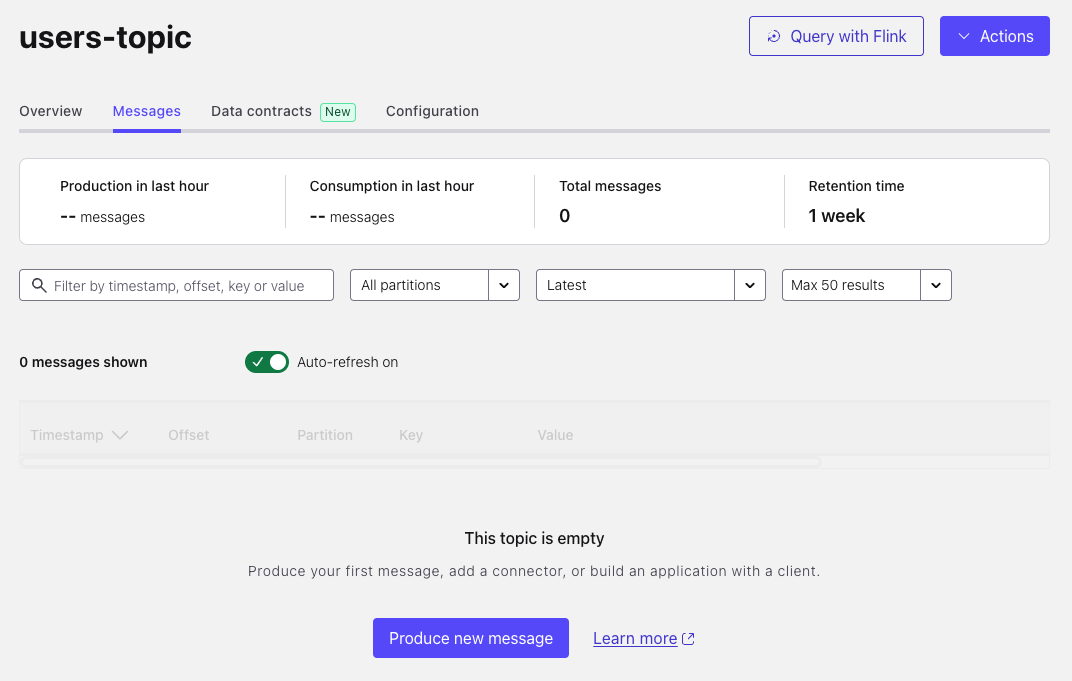 users-topic
Query with Flink
Actions
Overview
Messages
Data contracts New
Configuration
Production in last hour
-- messages
Consumption in last hour
-- messages
Total messages
0
Retention time
1 week
Filter by timestamp, offset, key or value
All partitions
Latest
Max 50 results
0 messages shown
Auto-refresh on
Timestamp
Offset
Partition
Key
Value
This topic is empty
Produce your first message, add a connector, or build an application with a client.
Produce new message
Learn more